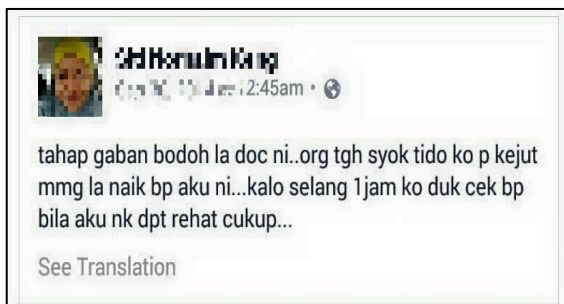 2:45am
tahap gaban bodoh la doc ni..org tgh syok tido ko p kejut
mmg la naik bp aku ni...kalo selang 1jam ko duk cek bp
bila aku nk dpt rehat cukup...
See Translation